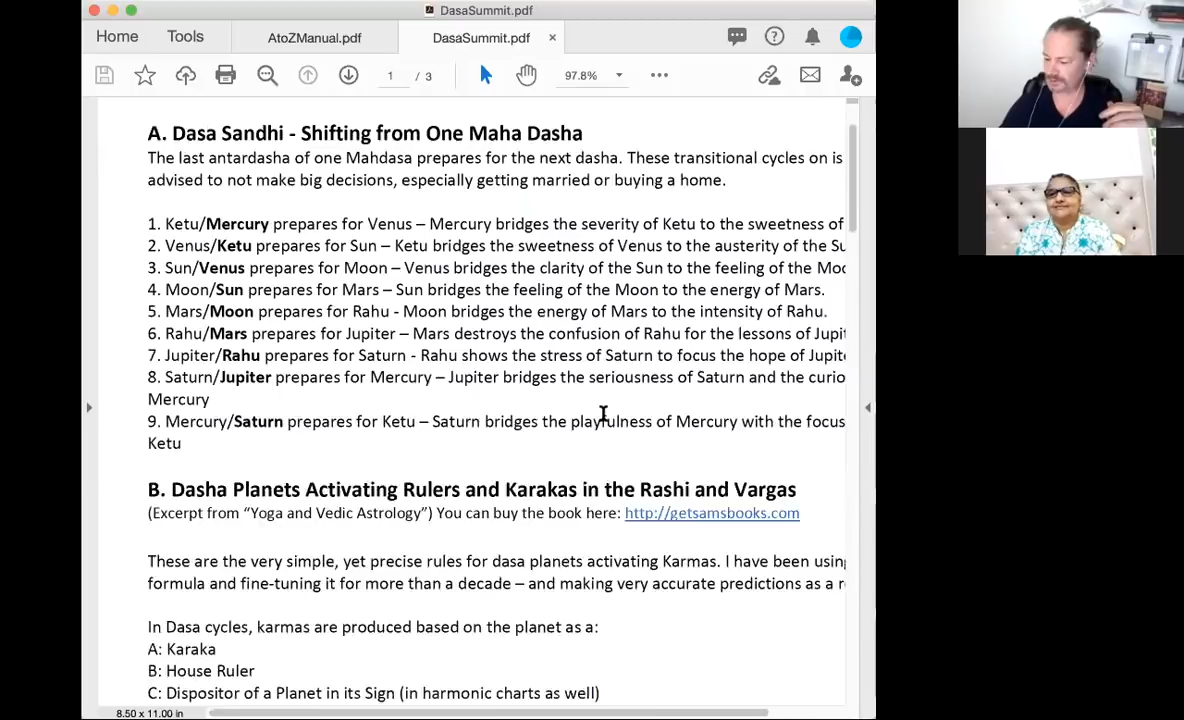 DasaSummit.pdf
Home Tools AtoZManual.pdf DasaSummit.pdf ×
1 / 3 97.8%
A. Dasa Sandhi - Shifting from One Maha Dasha
The last antardasha of one Mahdasa prepares for the next dasha. These transitional cycles on is
advised to not make big decisions, especially getting married or buying a home.
1. Ketu/Mercury prepares for Venus – Mercury bridges the severity of Ketu to the sweetness of
2. Venus/Ketu prepares for Sun – Ketu bridges the sweetness of Venus to the austerity of the
3. Sun/Venus prepares for Moon – Venus bridges the clarity of the Sun to the feeling of the
4. Moon/Sun prepares for Mars – Sun bridges the feeling of the Moon to the energy of Mars.
5. Mars/Moon prepares for Rahu - Moon bridges the energy of Mars to the intensity of Rahu.
6. Rahu/Mars prepares for Jupiter – Mars destroys the confusion of Rahu for the lessons of
7. Jupiter/Rahu prepares for Saturn - Rahu shows the stress of Saturn to focus the hope of
8. Saturn/Jupiter prepares for Mercury – Jupiter bridges the seriousness of Saturn and the
Mercury
9. Mercury/Saturn prepares for Ketu – Saturn bridges the playfulness of Mercury with the focus
Ketu
B. Dasha Planets Activating Rulers and Karakas in the Rashi and Vargas
(Excerpt from “Yoga and Vedic Astrology”) You can buy the book here: http://getsamsbooks.com
These are the very simple, yet precise rules for dasa planets activating Karmas. I have been
formula and fine-tuning it for more than a decade – and making very accurate predictions as a
In Dasa cycles, karmas are produced based on the planet as a:
A: Karaka
B: House Ruler
C: Dispositor of a Planet in its Sign (in harmonic charts as well)
8.50 x 11.00 in